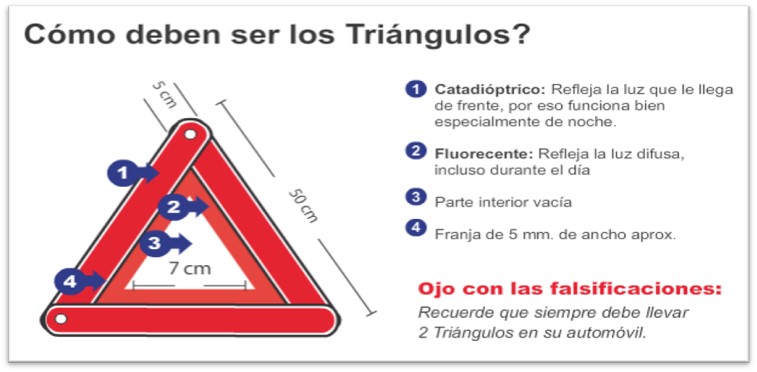 Cómo deben ser los Triángulos?
5 cm
50 cm
1
2
3
7 cm
4
1 Catadióptrico: Refleja la luz que le llega
de frente, por eso funciona bien
especialmente de noche.
2 Fluorecente: Refleja la luz difusa,
incluso durante el día
3 Parte interior vacía
4 Franja de 5 mm. de ancho aprox.
Ojo con las falsificaciones:
Recuerde que siempre debe llevar
2 Triángulos en su automóvil.